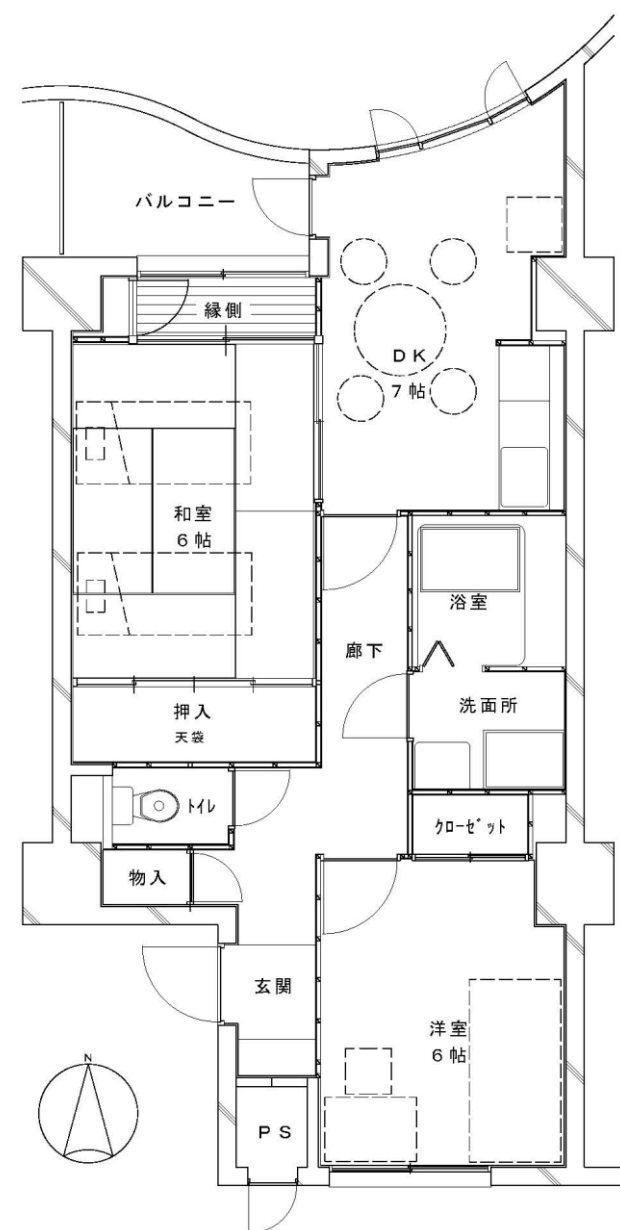 バルコニー
縁側
DK
7帖
和室
6帖
浴室
廊下
洗面所
押入
天袋
トイレ
クローゼット
物入
玄関
洋室
6帖
N
PS